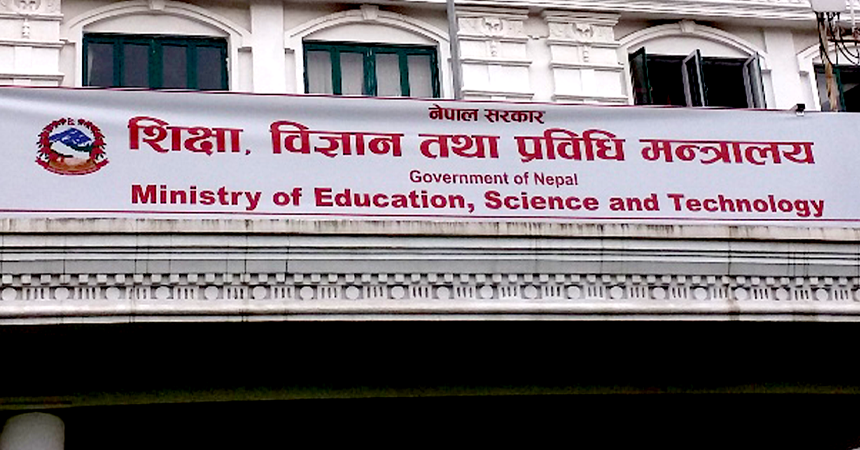 नेपाल सरकार
शिक्षा, विज्ञान तथा प्रविधि मन्त्रालय
Government of Nepal
Ministry of Education, Science and Technology